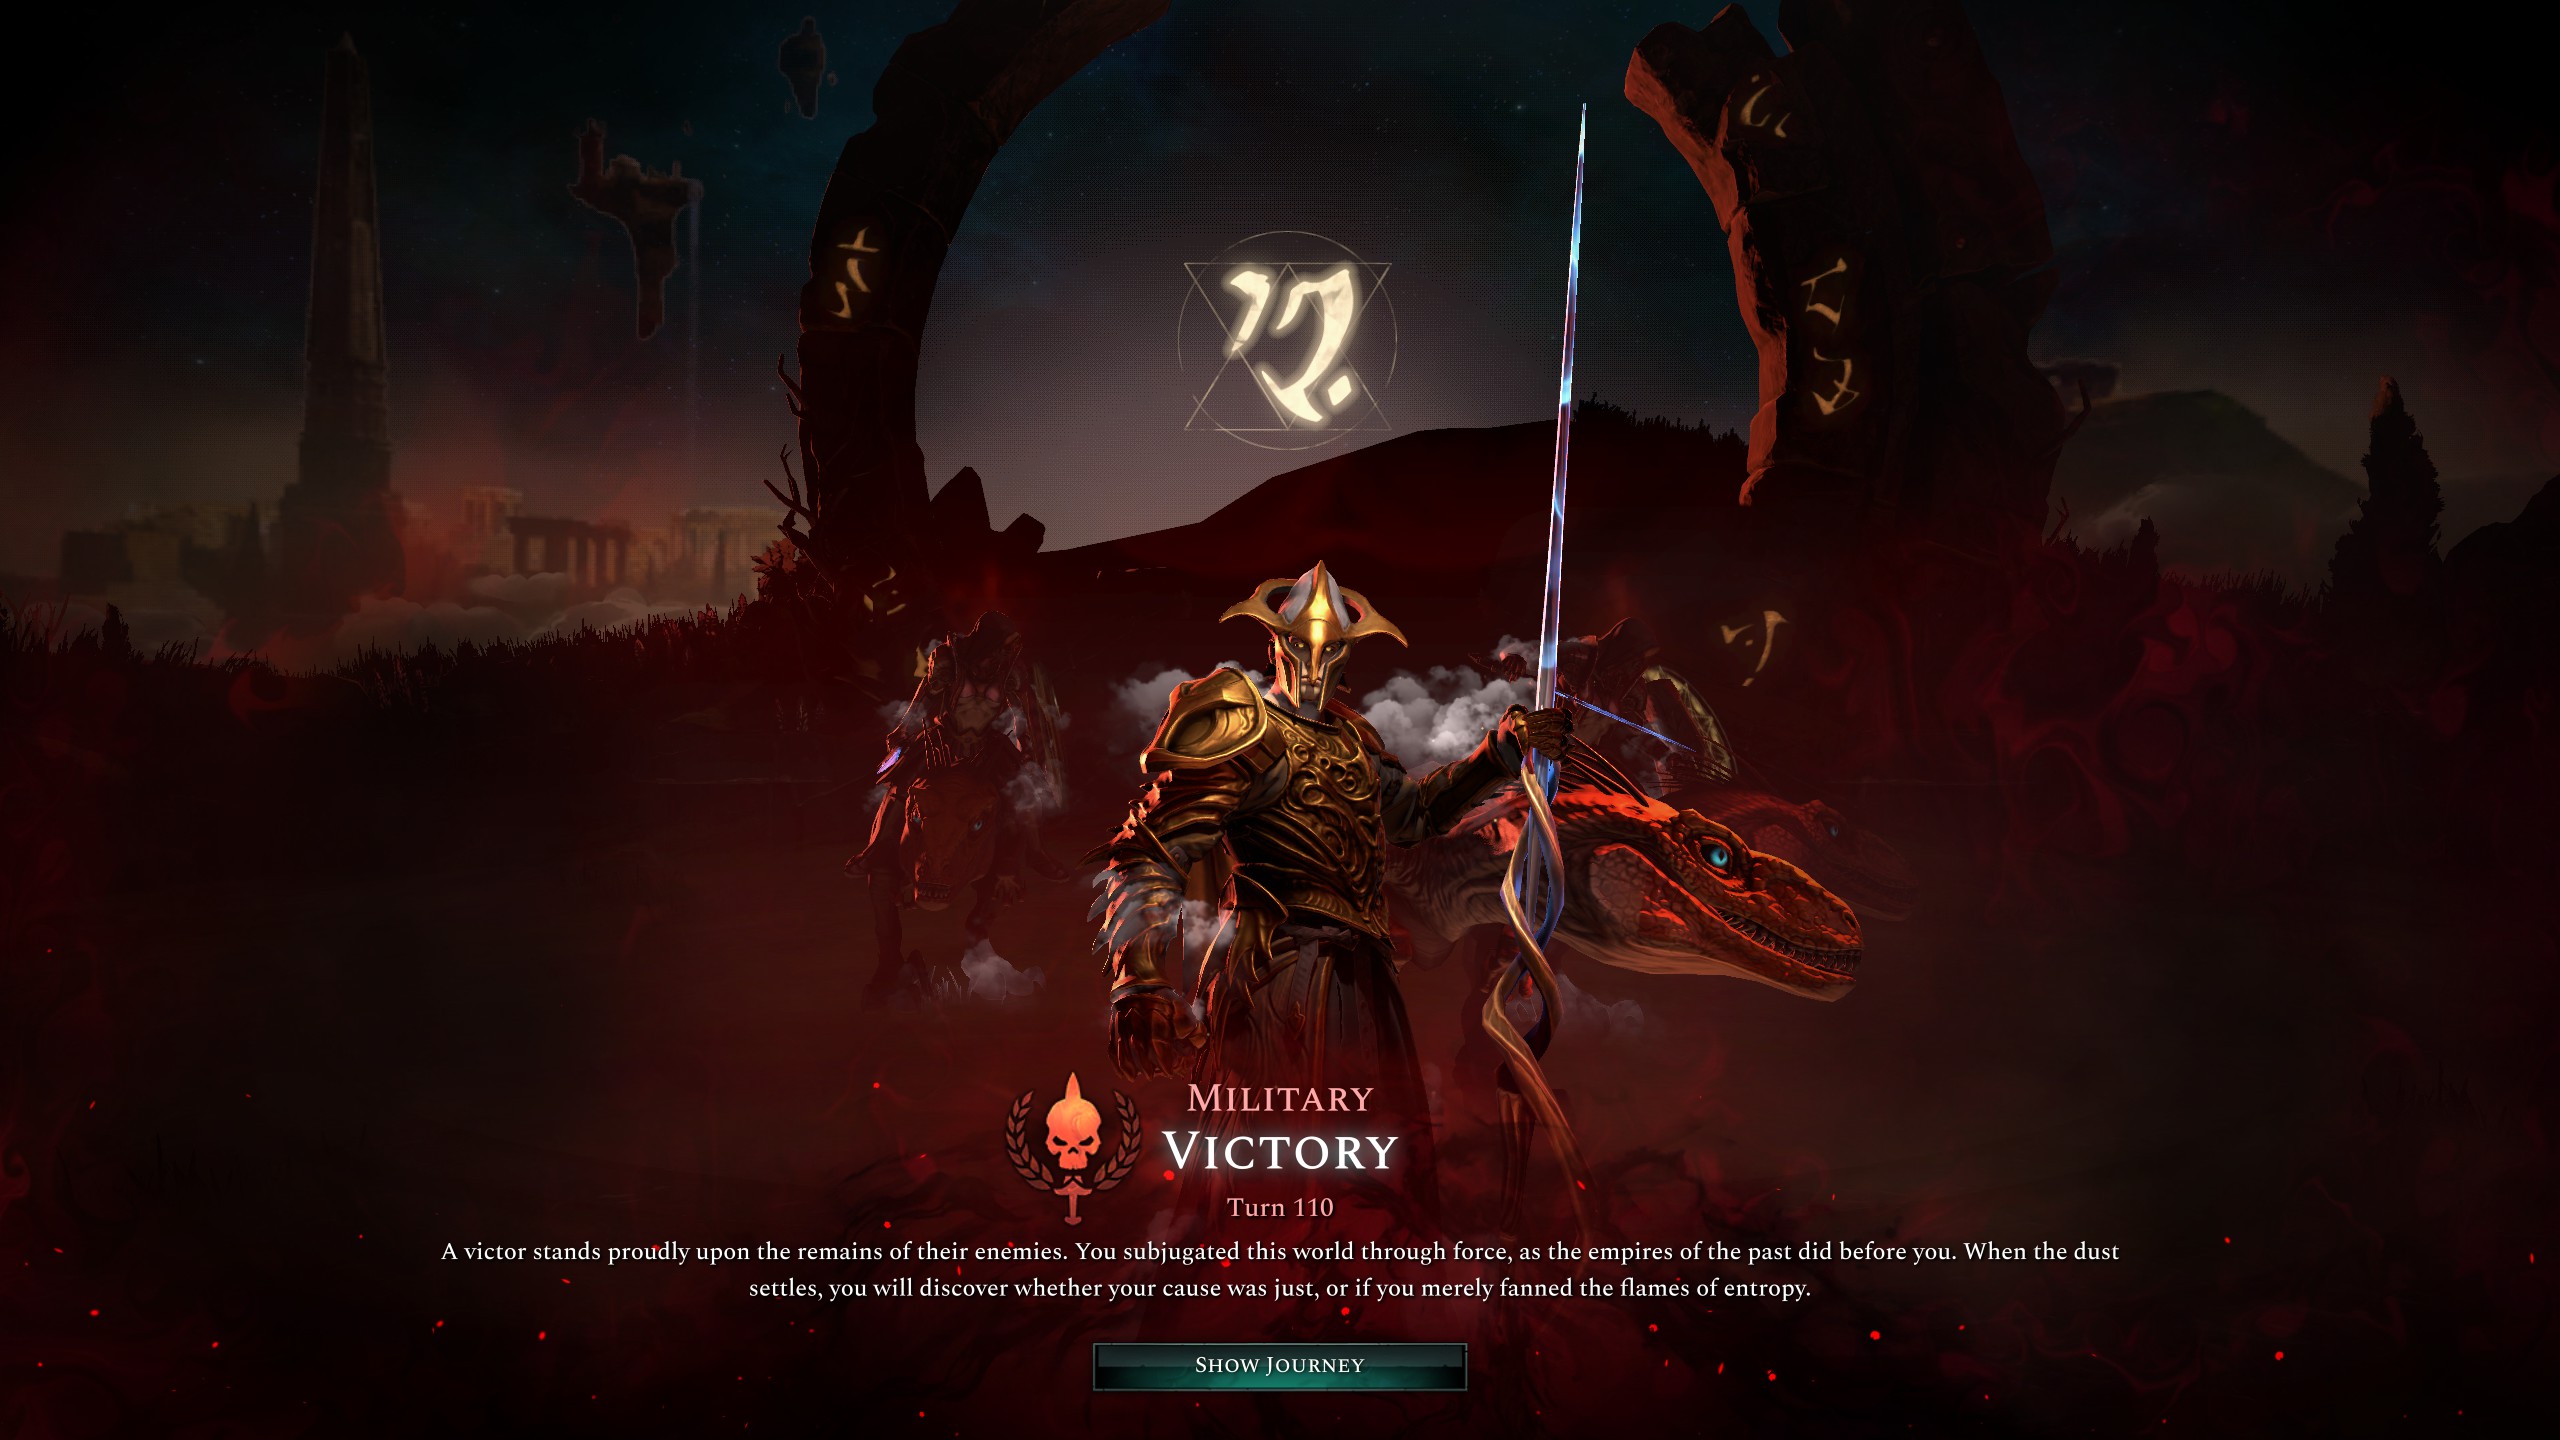 Military
Victory
Turn 110
A victor stands proudly upon the remains of their enemies. You subjugated this world through force, as the empires of the past did before you. When the dust
settles, you will discover whether your cause was just, or if you merely fanned the flames of entropy.
Show Journey